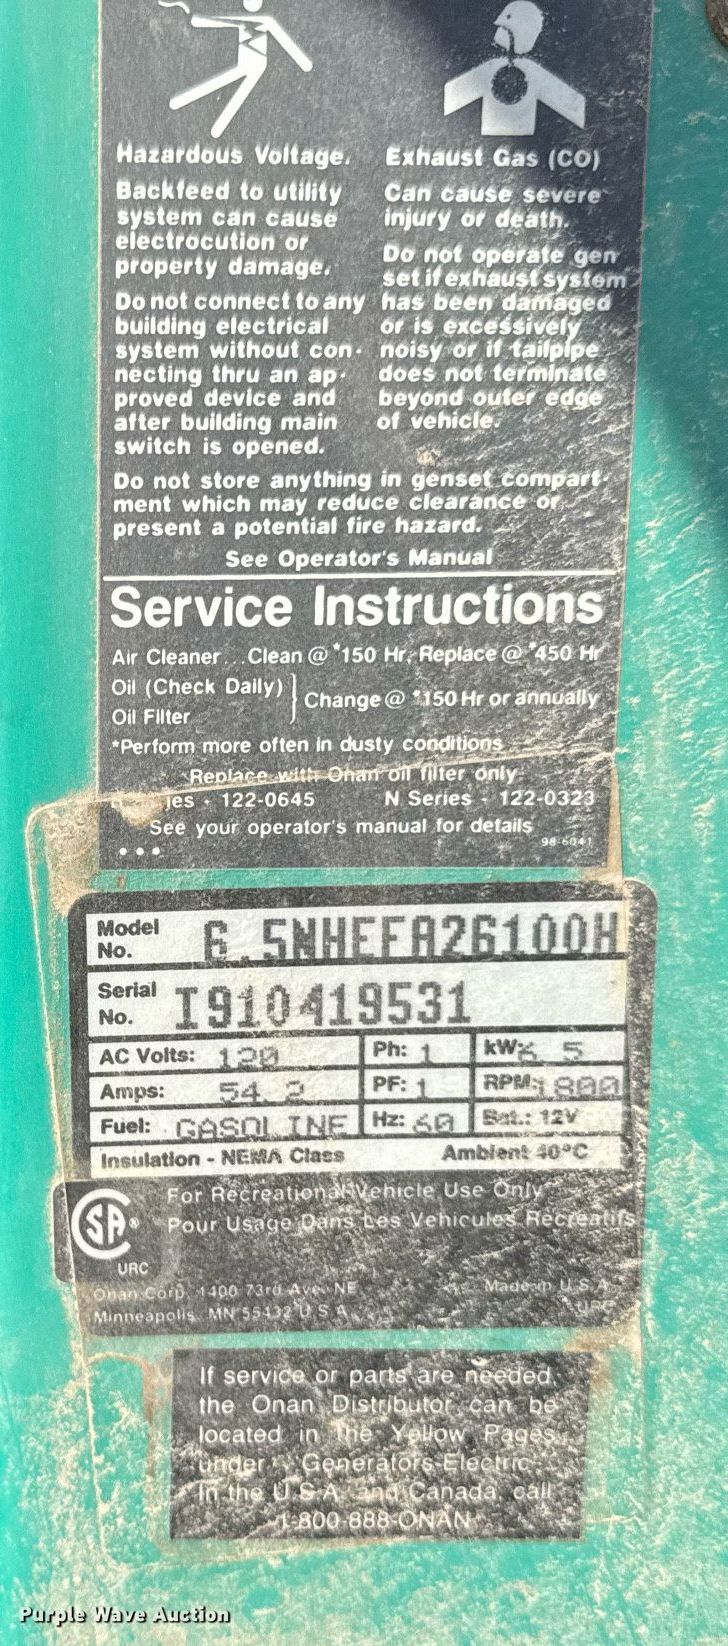 Hazardous Voltage.
Backfeed to utility
system can cause
electrocution or
property damage.
Do not connect to any
building electrical
system without con-
necting thru an ap-
proved device and
after building main
switch is opened.
Exhaust Gas (CO)
Can cause severe
injury or death.
Do not operate gen
set if exhaust system
has been damaged
or is excessively
noisy or if tailpipe
does not terminate
beyond outer edge
of vehicle.
Do not store anything in genset compart-
ment which may reduce clearance or
present a potential fire hazard.
See Operator's Manual
Service Instructions
Air Cleaner...Clean @ *150 Hr. Replace @ *450 Hr
Oil (Check Daily)
Oil Filter
Change @ *150 Hr or annually
*Perform more often in dusty conditions
Replace with Onan oil filter only
ies - 122-0645 N Series - 122-0323
See your operator's manual for details
98-6041
Model No. 6.5NHEFA26100H
Serial No. I910419531
AC Volts: 120 Ph: 1 kW: 6.5
Amps: 54.2 PF: 1 RPM: 1800
Fuel: GASOLINE Hz: 60 Bat.: 12V
Insulation - NEMA Class Ambient 40°C
For Recreational Vehicle Use Only
Pour Usage Dans Les Vehicules Recreatifs
SA®
URC
Onan Corp. 1400 73rd Ave. NE
Minneapolis, MN 55432 U.S.A.
Made in U.S.A.
URC
If service or parts are needed,
the Onan Distributor can be
located in the Yellow Pages
under Generators-Electric
In the U.S.A. and Canada, call
1-800-888-ONAN
Purple Wave Auction